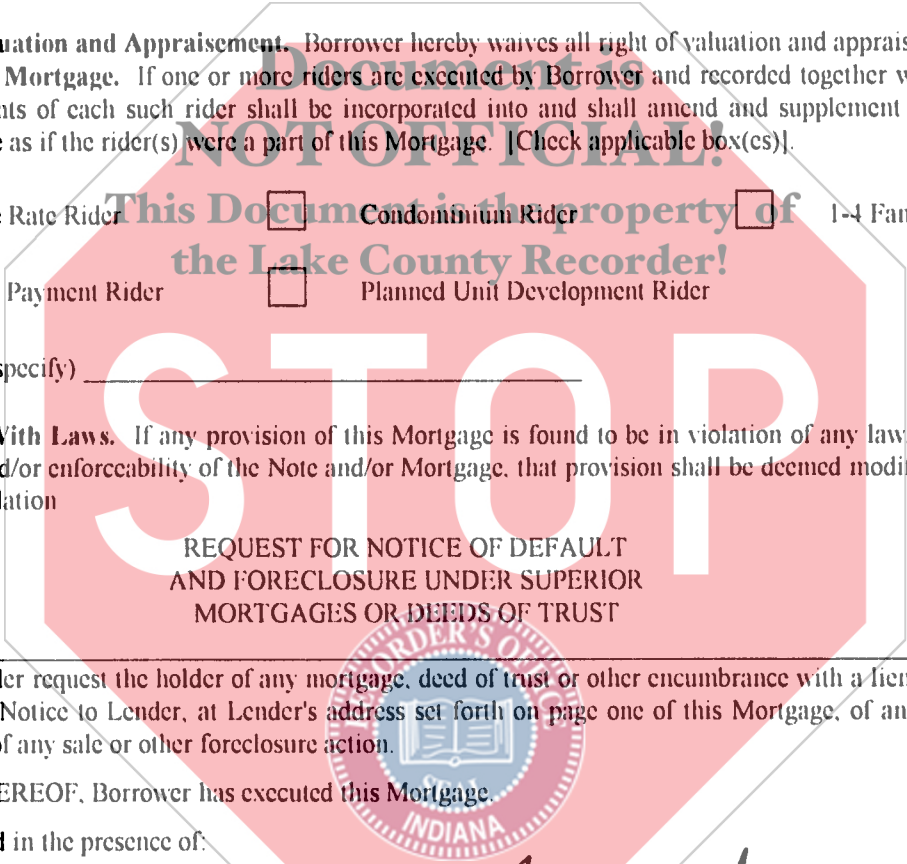 uation and Appraisement. Borrower hereby waives all right of valuation and apprais
Mortgage. If one or more riders are executed by Borrower and recorded together w
Document is
nts of each such rider shall be incorporated into and shall amend and supplement
e as if the rider(s) were a part of this Mortgage. [Check applicable box(es)].
NOT OFFICIAL!
e Rate Rider Condominium Rider 1-4 Fan
This Document is the property of
the Lake County Recorder!
Payment Rider Planned Unit Development Rider
STOP
specify)
With Laws. If any provision of this Mortgage is found to be in violation of any law
d/or enforceability of the Note and/or Mortgage, that provision shall be deemed modi
lation
REQUEST FOR NOTICE OF DEFAULT
AND FORECLOSURE UNDER SUPERIOR
MORTGAGES OR DEEDS OF TRUST
RECORDER'S OFFICE
ler request the holder of any mortgage, deed of trust or other encumbrance with a lien
Notice to Lender, at Lender's address set forth on page one of this Mortgage, of an
of any sale or other foreclosure action.
EREOF, Borrower has executed this Mortgage.
SEAL
INDIANA
d in the presence of: